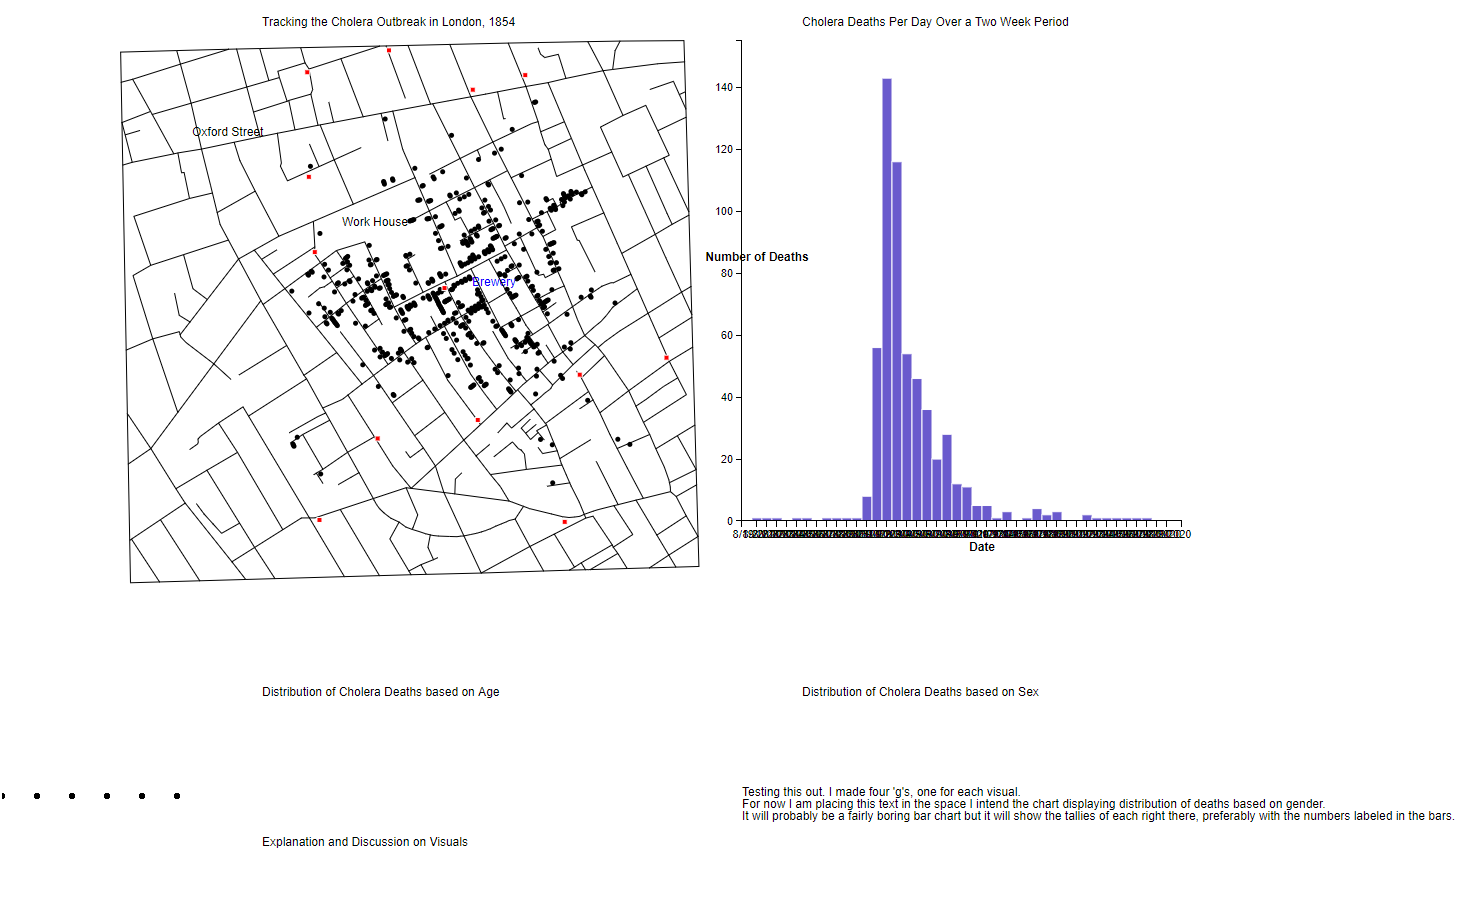 Tracking the Cholera Outbreak in London, 1854
Cholera Deaths Per Day Over a Two Week Period
Oxford Street
Work House
Brewery
140
120
100
Number of Deaths
80
60
40
20
0
Date
Distribution of Cholera Deaths based on Age
Distribution of Cholera Deaths based on Sex
Testing this out. I made four 'g's, one for each visual.
For now I am placing this text in the space I intend the chart displaying distribution of deaths based on gender.
It will probably be a fairly boring bar chart but it will show the tallies of each right there, preferably with the numbers labeled in the bars.
Explanation and Discussion on Visuals